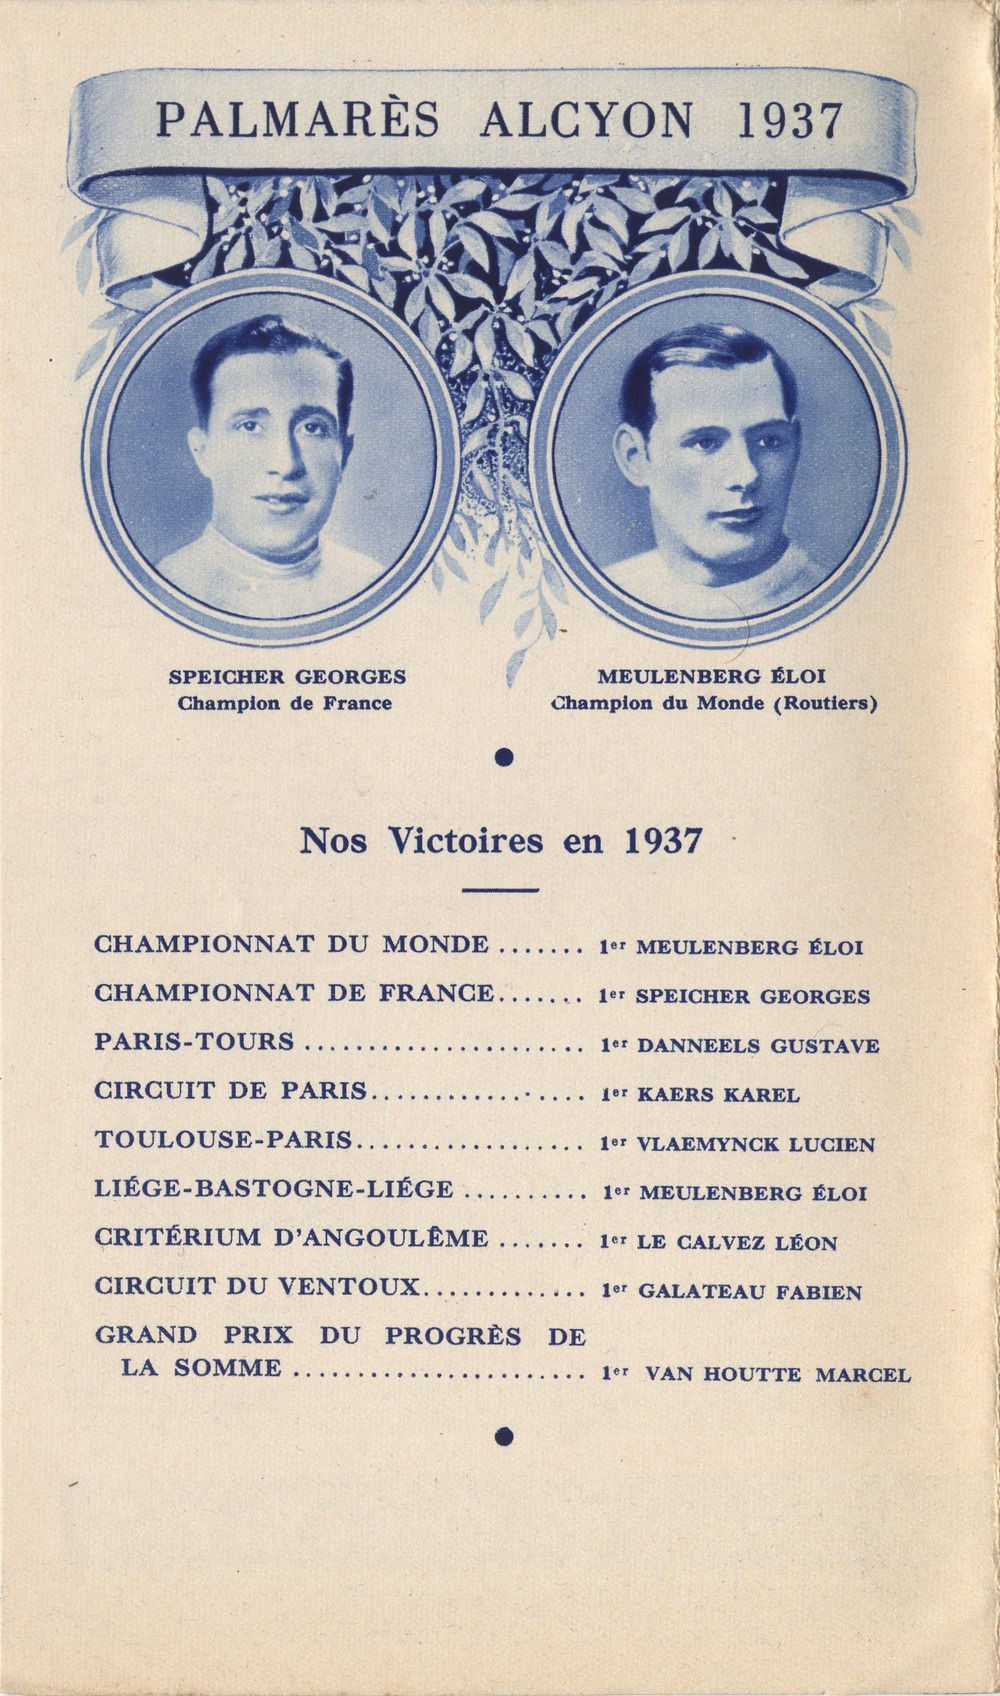 PALMARÈS ALCYON 1937
SPEICHER GEORGES
Champion de France
MEULENBERG ÉLOI
Champion du Monde (Routiers)
Nos Victoires en 1937
CHAMPIONNAT DU MONDE ....... 1er MEULENBERG ÉLOI
CHAMPIONNAT DE FRANCE....... 1er SPEICHER GEORGES
PARIS-TOURS ...................... 1er DANNEELS GUSTAVE
CIRCUIT DE PARIS................. 1er KAERS KAREL
TOULOUSE-PARIS.................. 1er VLAEMYNCK LUCIEN
LIÉGE-BASTOGNE-LIÉGE .......... 1er MEULENBERG ÉLOI
CRITÉRIUM D'ANGOULÊME ....... 1er LE CALVEZ LÉON
CIRCUIT DU VENTOUX............. 1er GALATEAU FABIEN
GRAND PRIX DU PROGRÈS DE
LA SOMME ....................... 1er VAN HOUTTE MARCEL